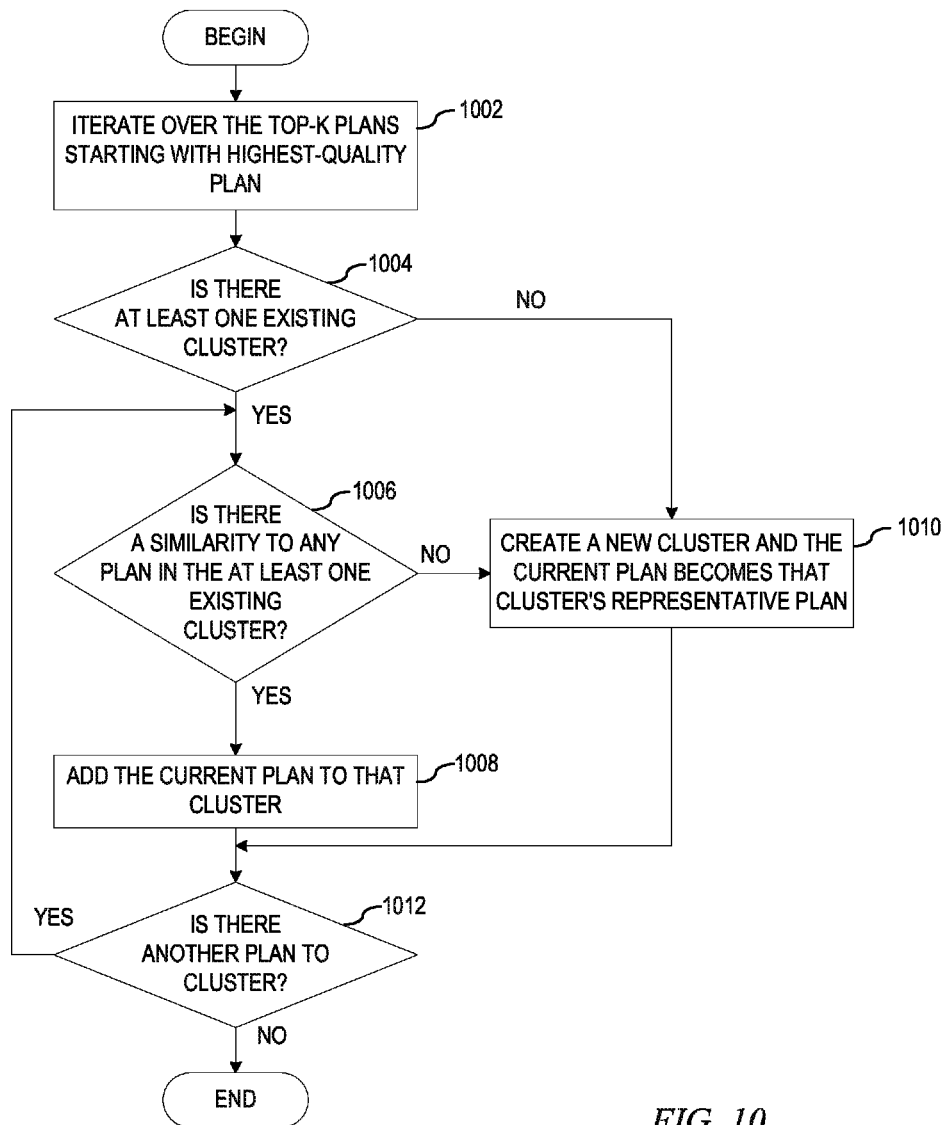 BEGIN
1002
ITERATE OVER THE TOP-K PLANS
STARTING WITH HIGHEST-QUALITY
PLAN
1004
IS THERE
AT LEAST ONE EXISTING
CLUSTER?
NO
YES
1006
IS THERE
A SIMILARITY TO ANY
PLAN IN THE AT LEAST ONE
EXISTING
CLUSTER?
NO
1010
CREATE A NEW CLUSTER AND THE
CURRENT PLAN BECOMES THAT
CLUSTER'S REPRESENTATIVE PLAN
YES
1008
ADD THE CURRENT PLAN TO THAT
CLUSTER
1012
YES
IS THERE
ANOTHER PLAN TO
CLUSTER?
NO
END
FIG. 10